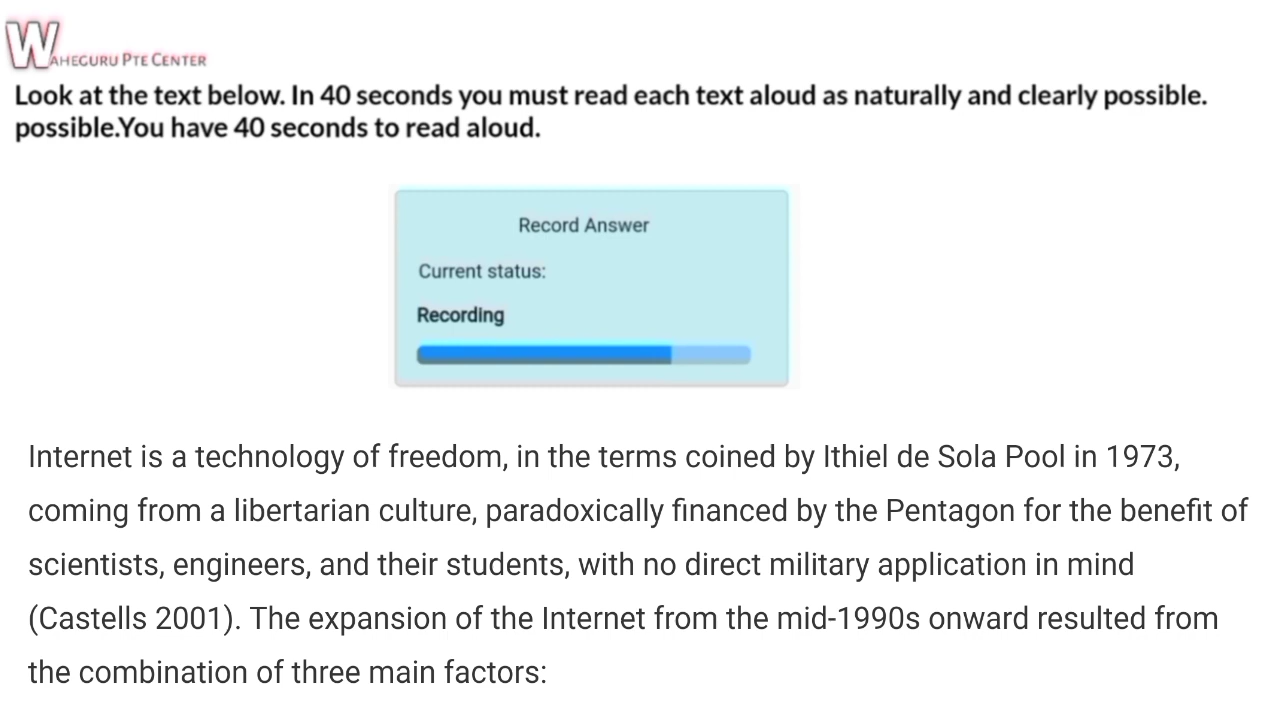 WAHEGURU PTE CENTER
Look at the text below. In 40 seconds you must read each text aloud as naturally and clearly possible.
possible.You have 40 seconds to read aloud.
Record Answer
Current status:
Recording
Internet is a technology of freedom, in the terms coined by Ithiel de Sola Pool in 1973,
coming from a libertarian culture, paradoxically financed by the Pentagon for the benefit of
scientists, engineers, and their students, with no direct military application in mind
(Castells 2001). The expansion of the Internet from the mid-1990s onward resulted from
the combination of three main factors: